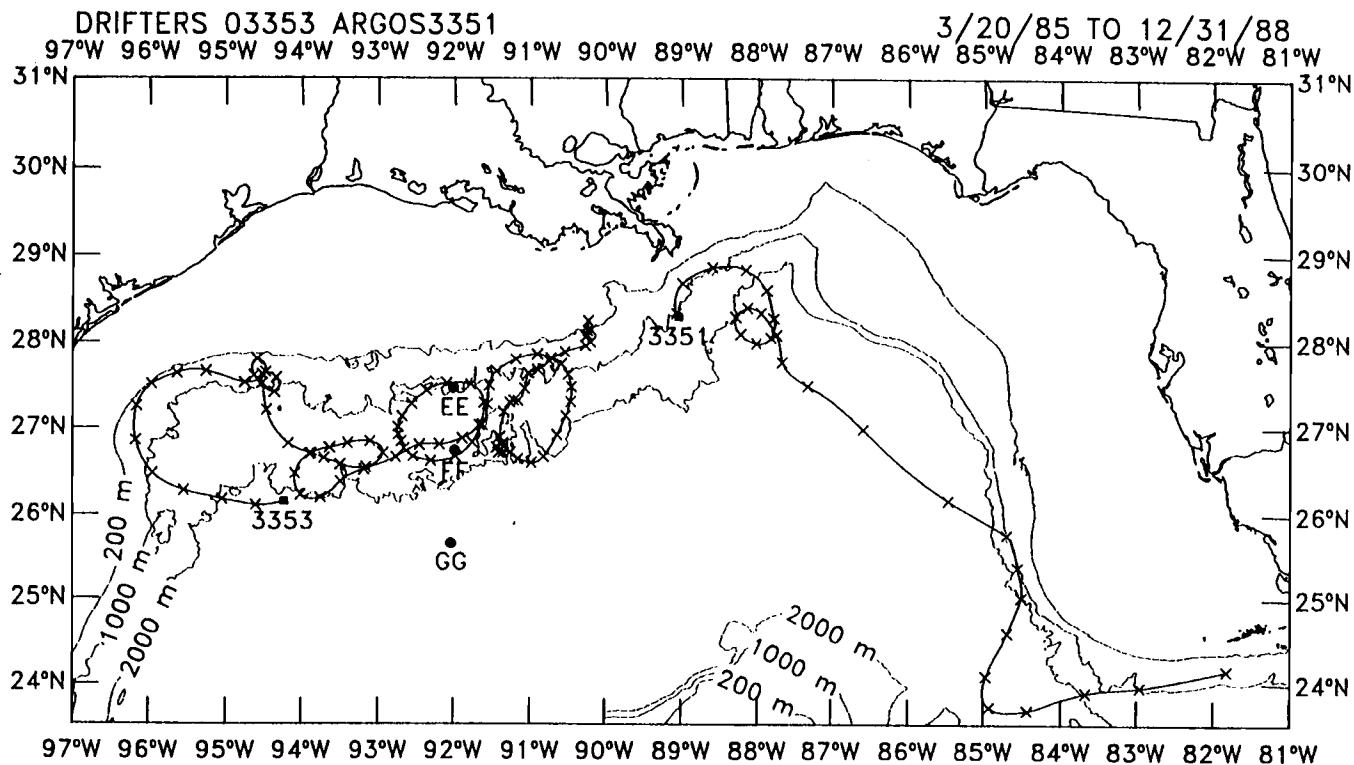 DRIFTERS 03353 ARGOS3351 3/20/85 TO 12/31/88
97°W 96°W 95°W 94°W 93°W 92°W 91°W 90°W 89°W 88°W 87°W 86°W 85°W 84°W 83°W 82°W 81°W
31°N 31°N
30°N 30°N
29°N 29°N
28°N 28°N
3351
EE
27°N 27°N
FF
3353
26°N 26°N
200 m
GG
1000 m
2000 m
25°N 25°N
2000 m
1000 m
200 m
24°N 24°N
97°W 96°W 95°W 94°W 93°W 92°W 91°W 90°W 89°W 88°W 87°W 86°W 85°W 84°W 83°W 82°W 81°W